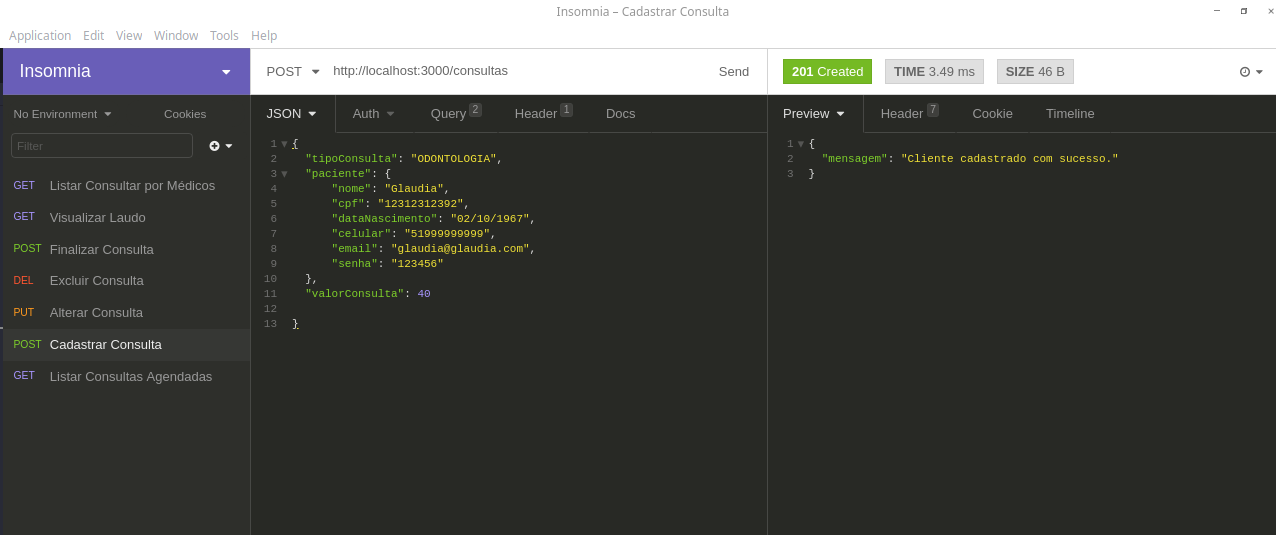 Insomnia – Cadastrar Consulta
Application Edit View Window Tools Help
Insomnia
POST http://localhost:3000/consultas Send
201 Created TIME 3.49 ms SIZE 46 B
No Environment Cookies
JSON Auth Query 2 Header 1 Docs
Preview Header 7 Cookie Timeline
Filter
GET Listar Consultar por Médicos
GET Visualizar Laudo
POST Finalizar Consulta
DEL Excluir Consulta
PUT Alterar Consulta
POST Cadastrar Consulta
GET Listar Consultas Agendadas
1 {
2 "tipoConsulta": "ODONTOLOGIA",
3 "paciente": {
4 "nome": "Glaudia",
5 "cpf": "12312312392",
6 "dataNascimento": "02/10/1967",
7 "celular": "51999999999",
8 "email": "glaudia@glaudia.com",
9 "senha": "123456"
10 },
11 "valorConsulta": 40
12
13 }
1 {
2 "mensagem": "Cliente cadastrado com sucesso."
3 }